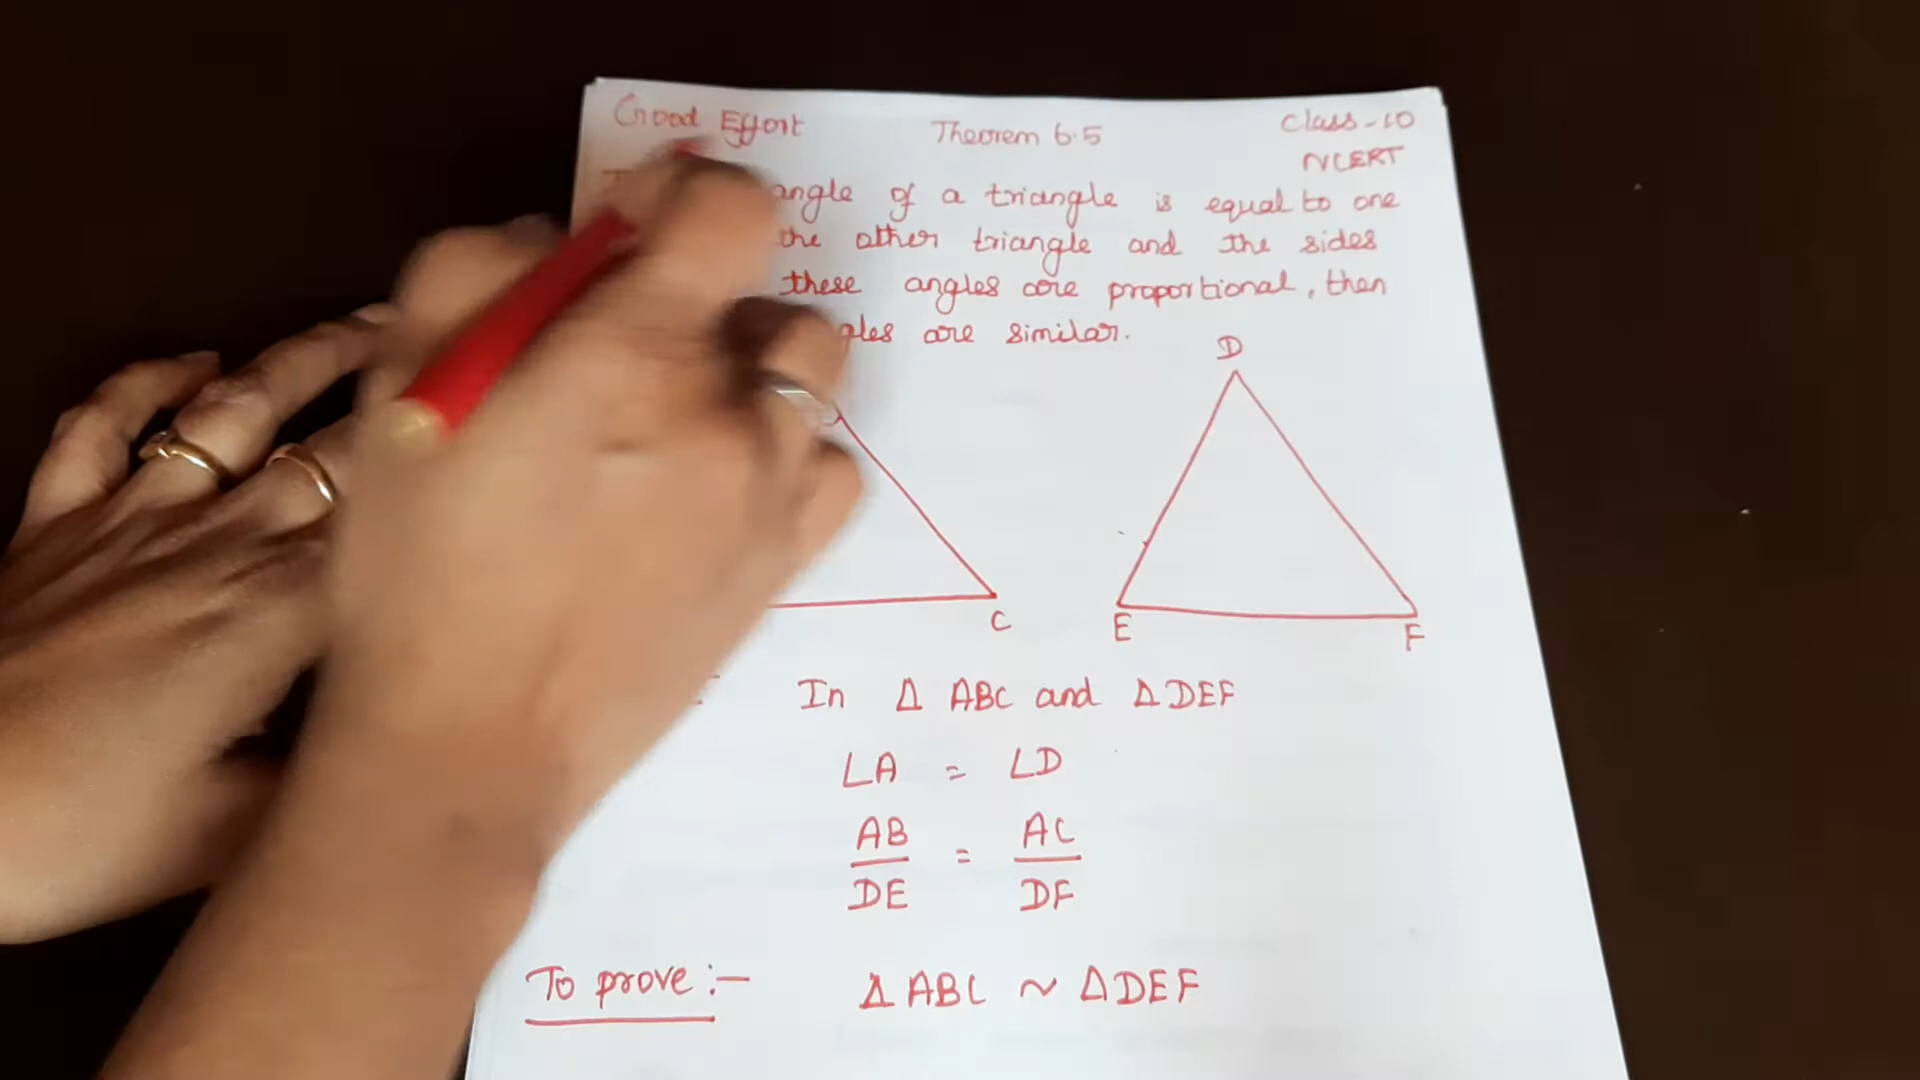 Good Effort
Theorem 6.5
Class-10
NCERT
angle of a triangle is equal to one
the other triangle and the sides
these angles are proportional, then
are similar.
D
C
E
F
In Δ ABC and Δ DEF
∠A = ∠D
AB/DE = AC/DF
To prove :- Δ ABC ~ Δ DEF